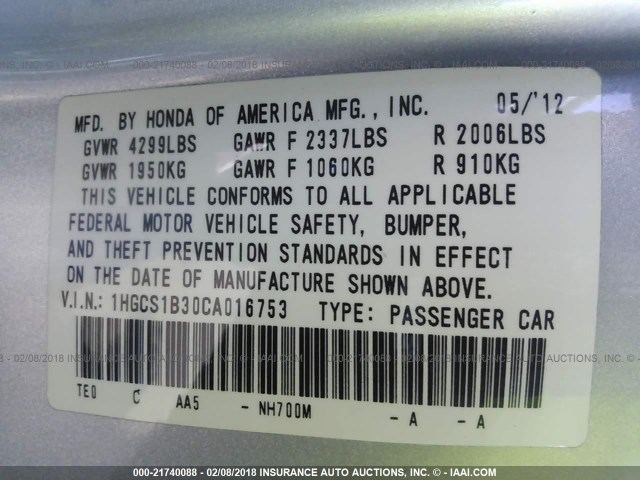 MFD. BY HONDA OF AMERICA MFG., INC. 05/'12
GVWR 4299LBS GAWR F 2337LBS R 2006LBS
GVWR 1950KG GAWR F 1060KG R 910KG
THIS VEHICLE CONFORMS TO ALL APPLICABLE
FEDERAL MOTOR VEHICLE SAFETY, BUMPER,
AND THEFT PREVENTION STANDARDS IN EFFECT
ON THE DATE OF MANUFACTURE SHOWN ABOVE.
V.I.N.: 1HGCS1B30CA016753 TYPE: PASSENGER CAR
TE0 C AA5 - NH700M - A - A
000-21740088 - 02/08/2018 INSURANCE AUTO AUCTIONS INC. - © - IAAI.COM